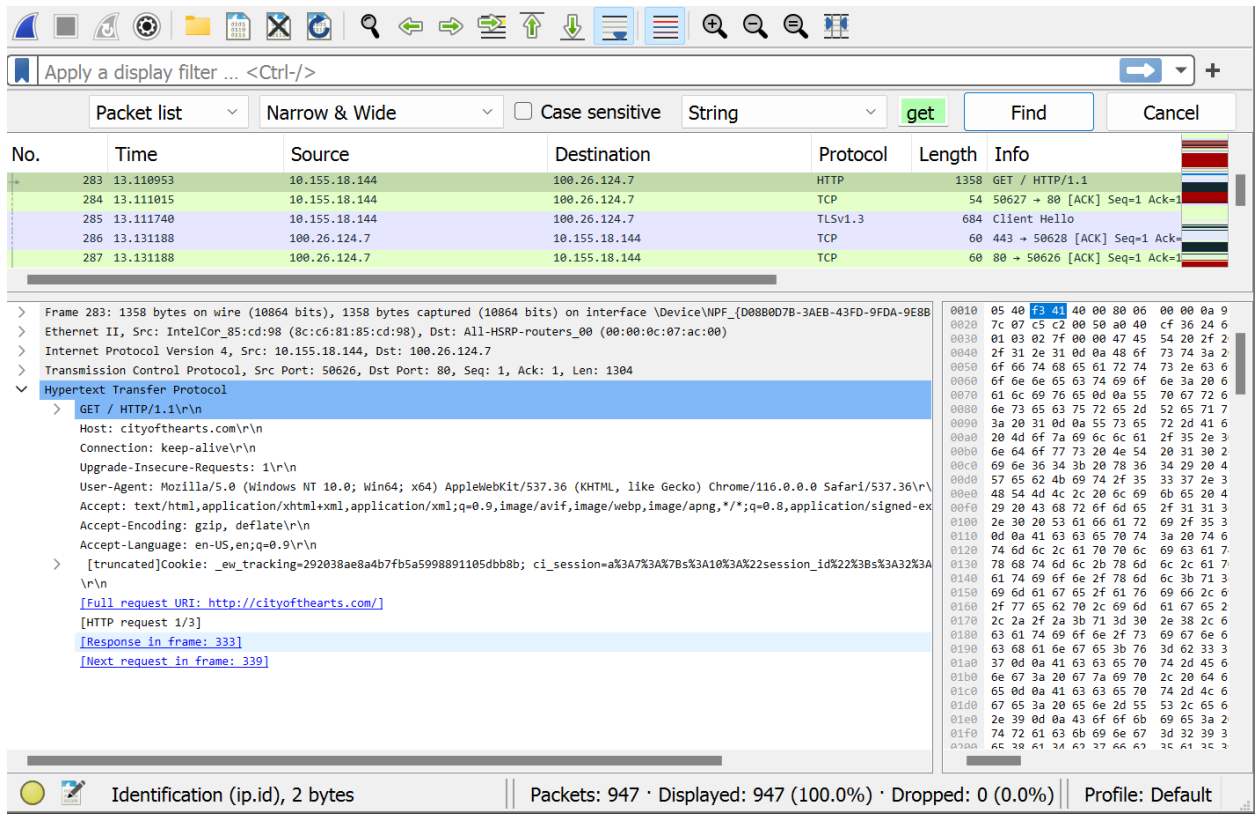 Apply a display filter ... <Ctrl-/>
Packet list Narrow & Wide Case sensitive String get Find Cancel
No. Time Source Destination Protocol Length Info
283 13.110953 10.155.18.144 100.26.124.7 HTTP 1358 GET / HTTP/1.1
284 13.111015 10.155.18.144 100.26.124.7 TCP 54 50627 → 80 [ACK] Seq=1 Ack=1
285 13.111740 10.155.18.144 100.26.124.7 TLSv1.3 684 Client Hello
286 13.131188 100.26.124.7 10.155.18.144 TCP 60 443 → 50628 [ACK] Seq=1 Ack=
287 13.131188 100.26.124.7 10.155.18.144 TCP 60 80 → 50626 [ACK] Seq=1 Ack=1
Frame 283: 1358 bytes on wire (10864 bits), 1358 bytes captured (10864 bits) on interface \Device\NPF_{D08B0D7B-3AEB-43FD-9FDA-9E8B
Ethernet II, Src: IntelCor_85:cd:98 (8c:c6:81:85:cd:98), Dst: All-HSRP-routers_00 (00:00:0c:07:ac:00)
Internet Protocol Version 4, Src: 10.155.18.144, Dst: 100.26.124.7
Transmission Control Protocol, Src Port: 50626, Dst Port: 80, Seq: 1, Ack: 1, Len: 1304
Hypertext Transfer Protocol
GET / HTTP/1.1\r\n
Host: cityofthearts.com\r\n
Connection: keep-alive\r\n
Upgrade-Insecure-Requests: 1\r\n
User-Agent: Mozilla/5.0 (Windows NT 10.0; Win64; x64) AppleWebKit/537.36 (KHTML, like Gecko) Chrome/116.0.0.0 Safari/537.36\r\
Accept: text/html,application/xhtml+xml,application/xml;q=0.9,image/avif,image/webp,image/apng,*/*;q=0.8,application/signed-ex
Accept-Encoding: gzip, deflate\r\n
Accept-Language: en-US,en;q=0.9\r\n
[truncated]Cookie: _ew_tracking=292038ae8a4b7fb5a5998891105dbb8b; ci_session=a%3A7%3A%7Bs%3A10%3A%22session_id%22%3Bs%3A32%3A
\r\n
[Full request URI: http://cityofthearts.com/]
[HTTP request 1/3]
[Response in frame: 333]
[Next request in frame: 339]
0010 05 40 f3 41 40 00 80 06 00 00 0a 9
0020 7c 07 c5 c2 00 50 a0 40 cf 36 24 6
0030 01 03 02 7f 00 00 47 45 54 20 2f 2
0040 2f 31 2e 31 0d 0a 48 6f 73 74 3a 2
0050 6f 66 74 68 65 61 72 74 73 2e 63 6
0060 6f 6e 6e 65 63 74 69 6f 6e 3a 20 6
0070 61 6c 69 76 65 0d 0a 55 70 67 72 6
0080 6e 73 65 63 75 72 65 2d 52 65 71 7
0090 3a 20 31 0d 0a 55 73 65 72 2d 41 6
00a0 20 4d 6f 7a 69 6c 6c 61 2f 35 2e 3
00b0 6e 64 6f 77 73 20 4e 54 20 31 30 2
00c0 69 6e 36 34 3b 20 78 36 34 29 20 4
00d0 57 65 62 4b 69 74 2f 35 33 37 2e 3
00e0 48 54 4d 4c 2c 20 6c 69 6b 65 20 4
00f0 29 20 43 68 72 6f 6d 65 2f 31 31 3
0100 2e 30 20 53 61 66 61 72 69 2f 35 3
0110 0d 0a 41 63 63 65 70 74 3a 20 74 6
0120 74 6d 6c 2c 61 70 70 6c 69 63 61 7
0130 78 68 74 6d 6c 2b 78 6d 6c 2c 61 7
0140 61 74 69 6f 6e 2f 78 6d 6c 3b 71 3
0150 69 6d 61 67 65 2f 61 76 69 66 2c 6
0160 2f 77 65 62 70 2c 69 6d 61 67 65 2
0170 2c 2a 2f 2a 3b 71 3d 30 2e 38 2c 6
0180 63 61 74 69 6f 6e 2f 73 69 67 6e 6
0190 63 68 61 6e 67 65 3b 76 3d 62 33 3
01a0 37 0d 0a 41 63 63 65 70 74 2d 45 6
01b0 6e 67 3a 20 67 7a 69 70 2c 20 64 6
01c0 65 0d 0a 41 63 63 65 70 74 2d 4c 6
01d0 67 65 3a 20 65 6e 2d 55 53 2c 65 6
01e0 2e 39 0d 0a 43 6f 6f 6b 69 65 3a 2
01f0 74 72 61 63 6b 69 6e 67 3d 32 39 3
0200 65 38 61 34 62 37 66 62 35 61 35 3
Identification (ip.id), 2 bytes Packets: 947 · Displayed: 947 (100.0%) · Dropped: 0 (0.0%) Profile: Default